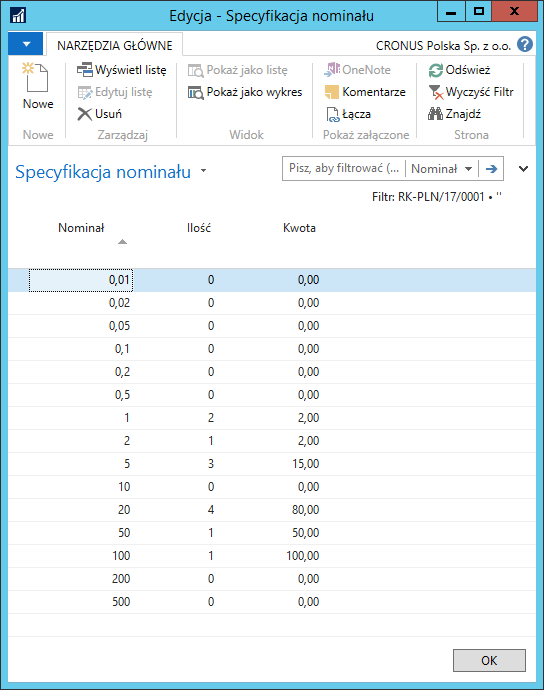 Edycja - Specyfikacja nominału
NARZĘDZIA GŁÓWNE
CRONUS Polska Sp. z o.o. ?
Nowe
Wyświetl listę
Edytuj listę
Usuń
Pokaż jako listę
Pokaż jako wykres
OneNote
Komentarze
Łącza
Odśwież
Wyczyść Filtr
Znajdź
Nowe Zarządzaj Widok Pokaż załączone Strona
Specyfikacja nominału
Pisz, aby filtrować (... Nominał
Filtr: RK-PLN/17/0001 • ''
Nominał Ilość Kwota
0,01 0 0,00
0,02 0 0,00
0,05 0 0,00
0,1 0 0,00
0,2 0 0,00
0,5 0 0,00
1 2 2,00
2 1 2,00
5 3 15,00
10 0 0,00
20 4 80,00
50 1 50,00
100 1 100,00
200 0 0,00
500 0 0,00
OK